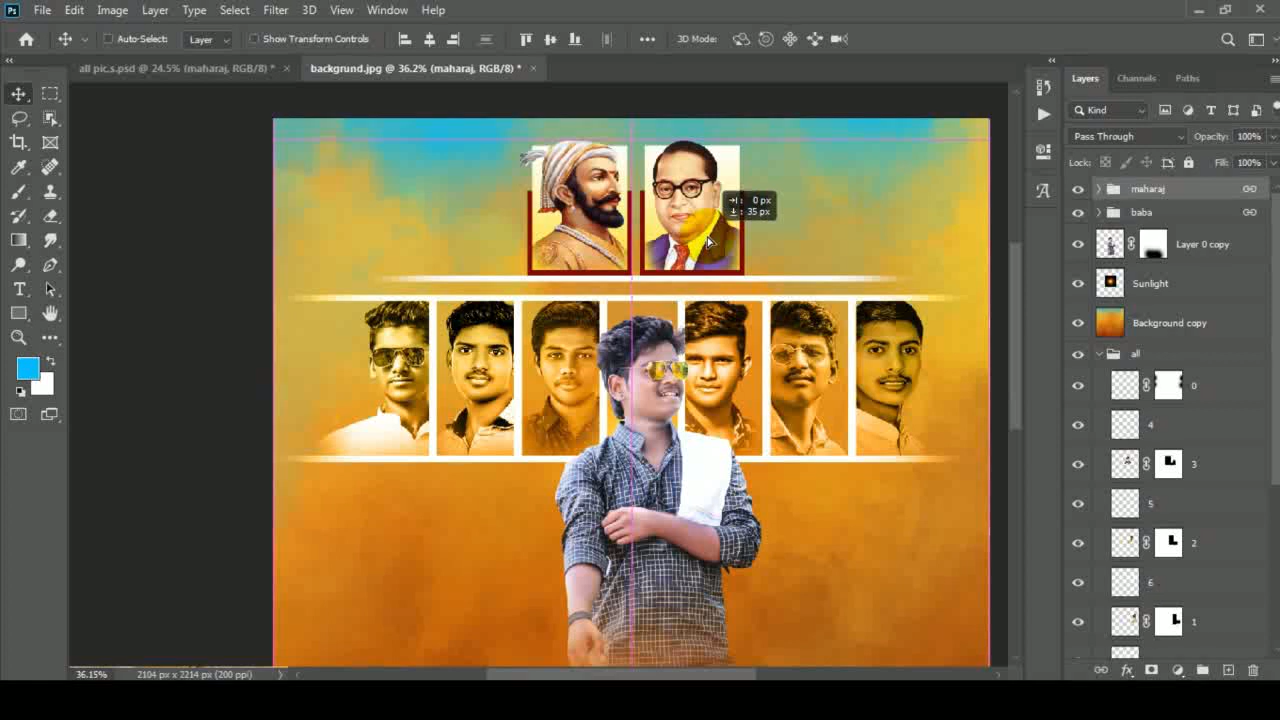 Ps File Edit Image Layer Type Select Filter 3D View Window Help
Auto-Select: Layer Show Transform Controls 3D Mode:
all pic.s.psd @ 24.5% (maharaj, RGB/8) * × backgrund.jpg @ 36.2% (maharaj, RGB/8) * ×
Layers Channels Paths
Kind
Pass Through Opacity: 100%
Lock: Fill: 100%
maharaj
baba
Layer 0 copy
Sunlight
Background copy
all
0
4
3
5
2
6
1
0 px
35 px
36.15% 2104 px x 2214 px (200 ppi)